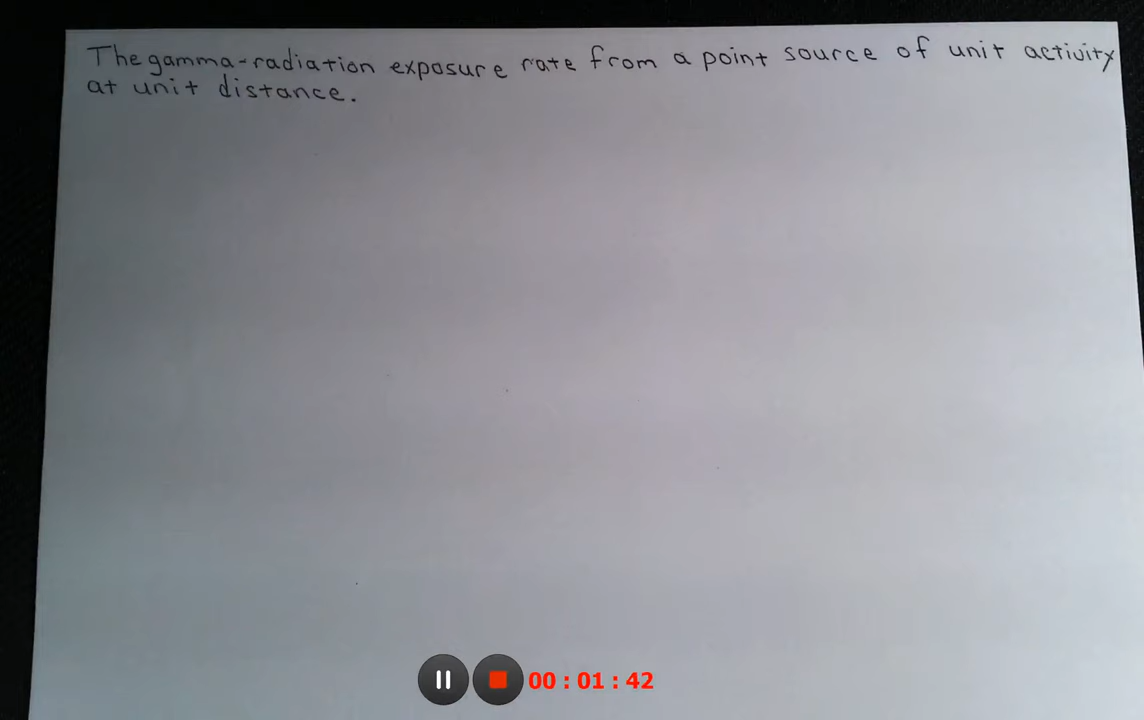 The gamma-radiation exposure rate from a point source of unit activity
at unit distance.
00 : 01 : 42